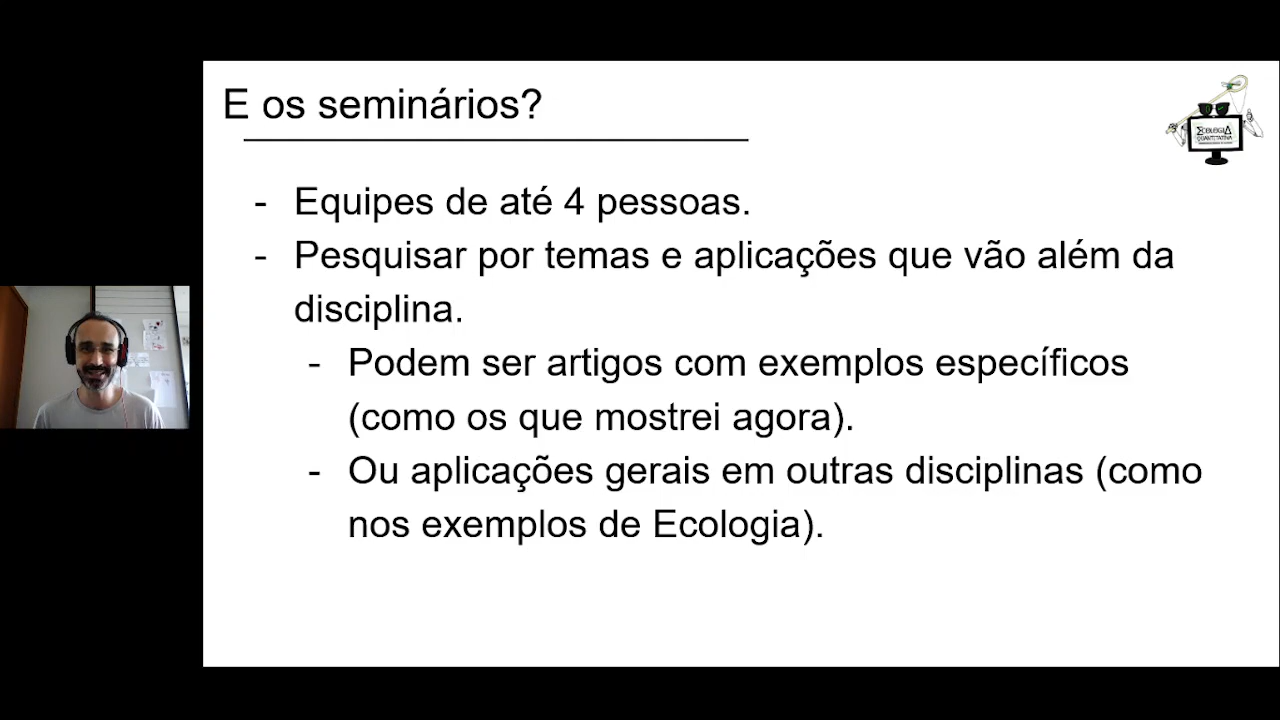 E os seminários?
ECOLOGIA
QUANTITATIVA
- Equipes de até 4 pessoas.
- Pesquisar por temas e aplicações que vão além da
disciplina.
- Podem ser artigos com exemplos específicos
(como os que mostrei agora).
- Ou aplicações gerais em outras disciplinas (como
nos exemplos de Ecologia).